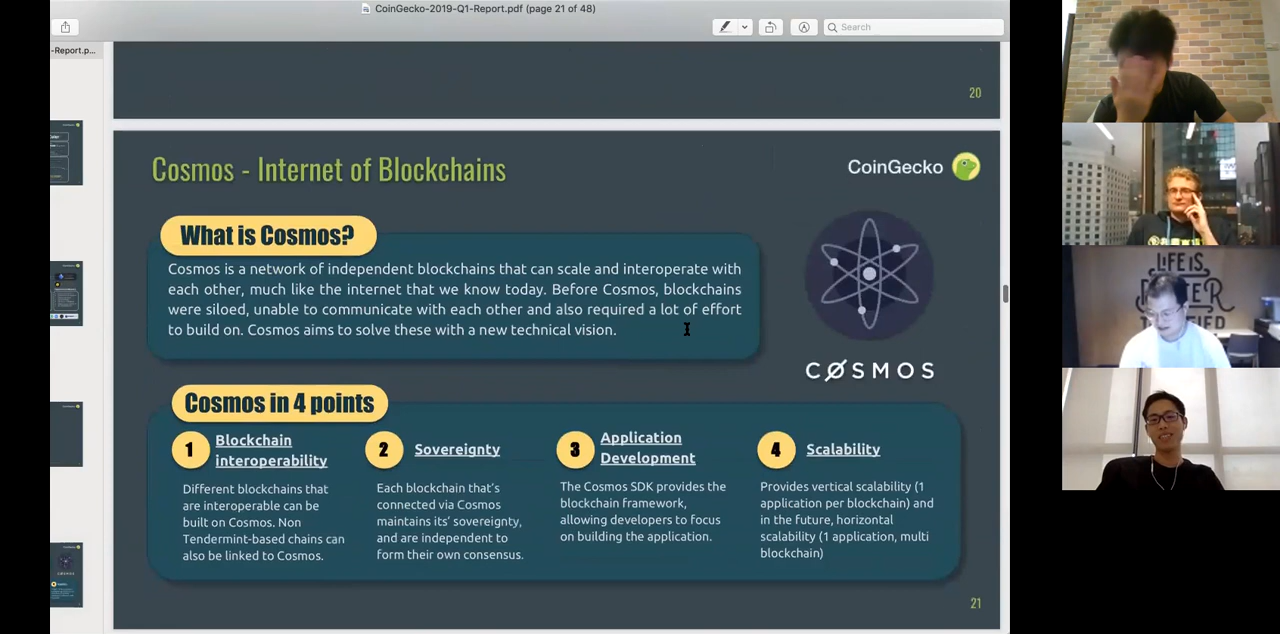 CoinGecko-2019-Q1-Report.pdf (page 21 of 48)
Search
-Report.p...
20
Cosmos - Internet of Blockchains
CoinGecko
What is Cosmos?
Cosmos is a network of independent blockchains that can scale and interoperate with
each other, much like the internet that we know today. Before Cosmos, blockchains
were siloed, unable to communicate with each other and also required a lot of effort
to build on. Cosmos aims to solve these with a new technical vision.
COSMOS
Cosmos in 4 points
1
Blockchain
interoperability
Different blockchains that
are interoperable can be
built on Cosmos. Non
Tendermint-based chains can
also be linked to Cosmos.
2
Sovereignty
Each blockchain that's
connected via Cosmos
maintains its' sovereignty,
and are independent to
form their own consensus.
3
Application
Development
The Cosmos SDK provides the
blockchain framework,
allowing developers to focus
on building the application.
4
Scalability
Provides vertical scalability (1
application per blockchain) and
in the future, horizontal
scalability (1 application, multi
blockchain)
21
LIFE IS